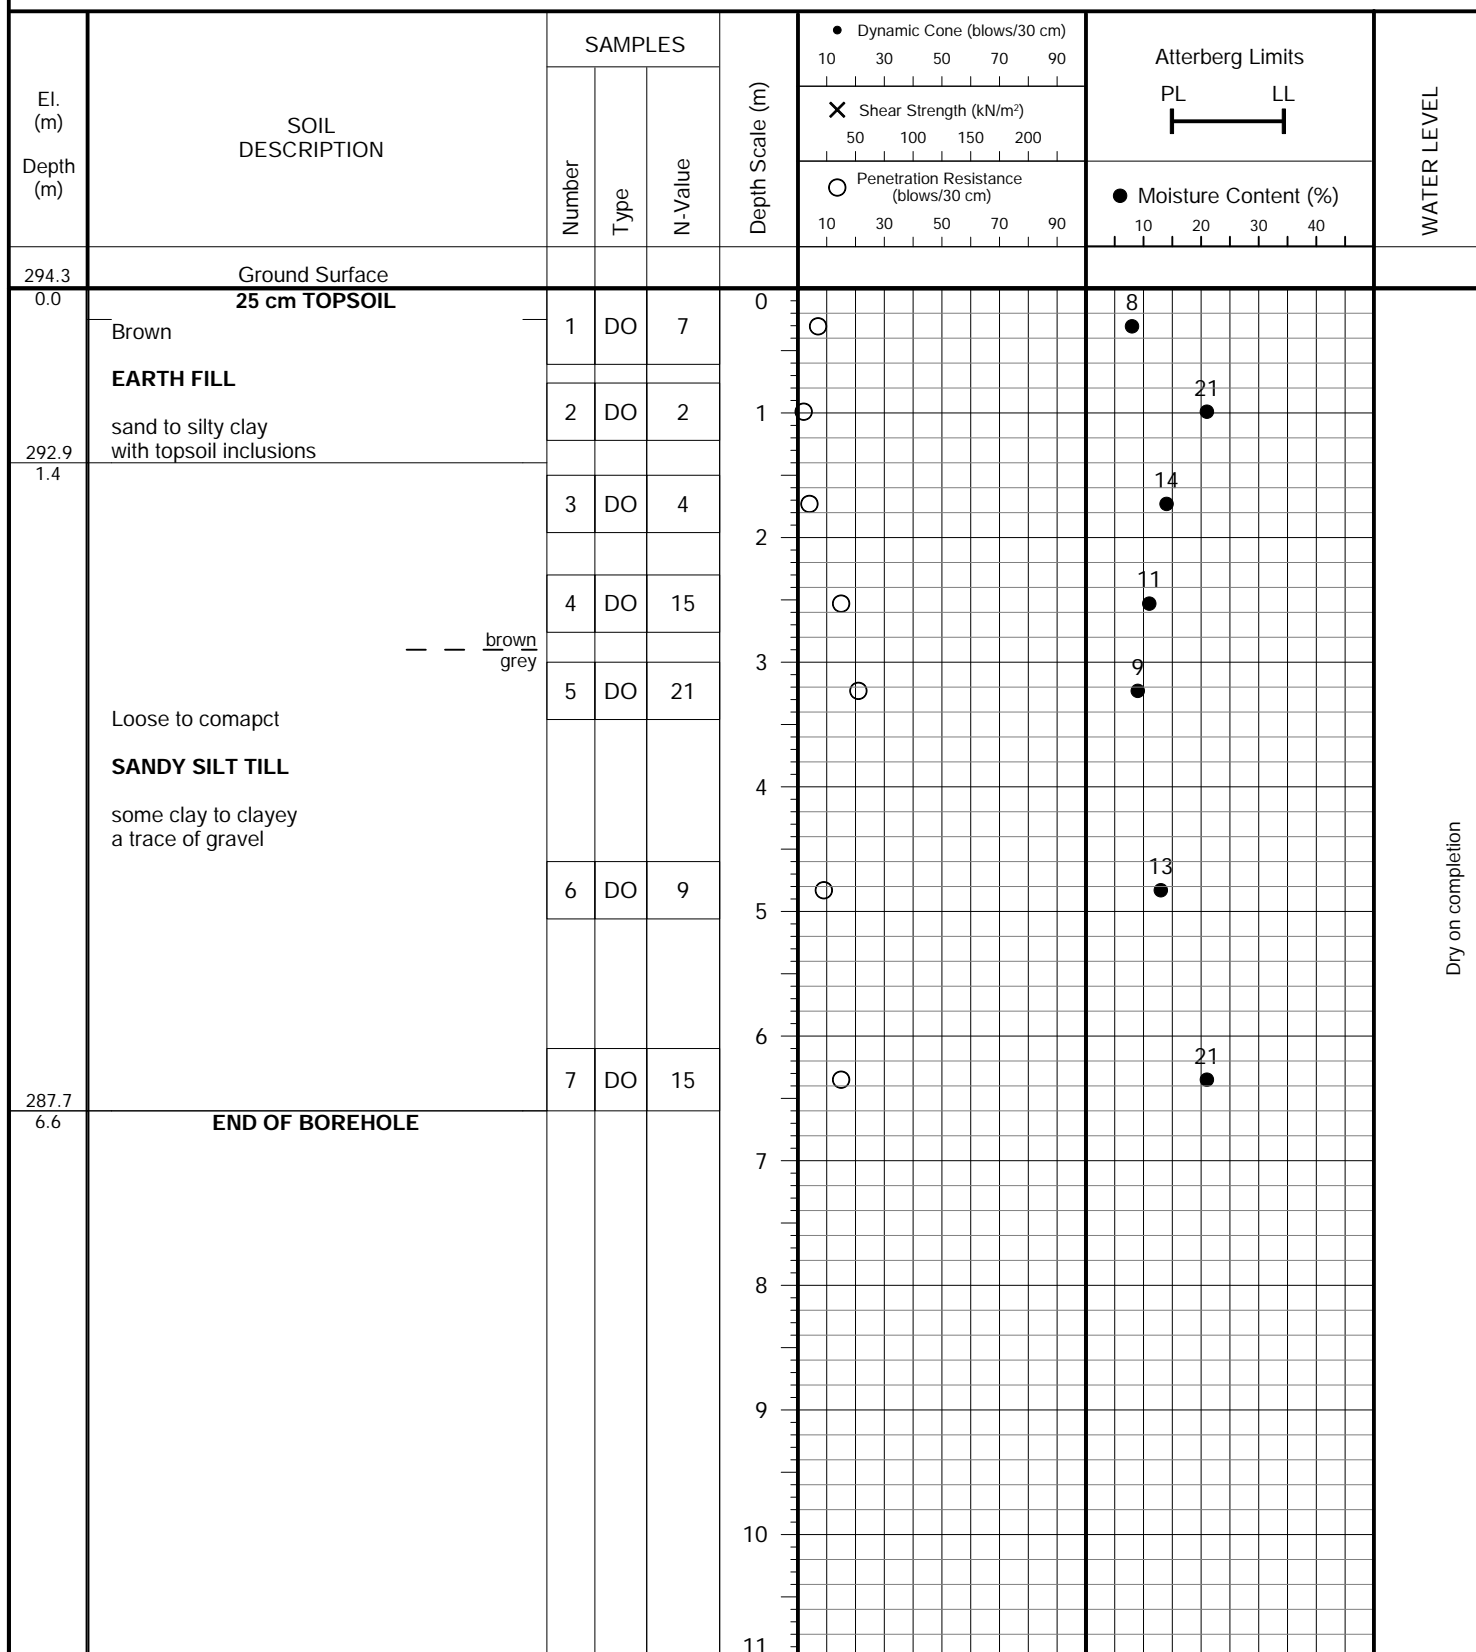 El.
(m)
Depth
(m)
SOIL
DESCRIPTION
SAMPLES
Number
Type
N-Value
Depth Scale (m)
Dynamic Cone (blows/30 cm)
10 30 50 70 90
Shear Strength (kN/m²)
50 100 150 200
Penetration Resistance
(blows/30 cm)
10 30 50 70 90
Atterberg Limits
PL LL
Moisture Content (%)
10 20 30 40
WATER LEVEL
294.3 Ground Surface
0.0 25 cm TOPSOIL 0 8
Brown 1 DO 7
EARTH FILL
21
2 DO 2 1
sand to silty clay
292.9 with topsoil inclusions
1.4 14
3 DO 4
2
11
4 DO 15
brown
grey 3 9
5 DO 21
Loose to comapct
SANDY SILT TILL
4
some clay to clayey
a trace of gravel
13
6 DO 9
5
Dry on completion
6
21
7 DO 15
287.7
6.6 END OF BOREHOLE
7
8
9
10
11